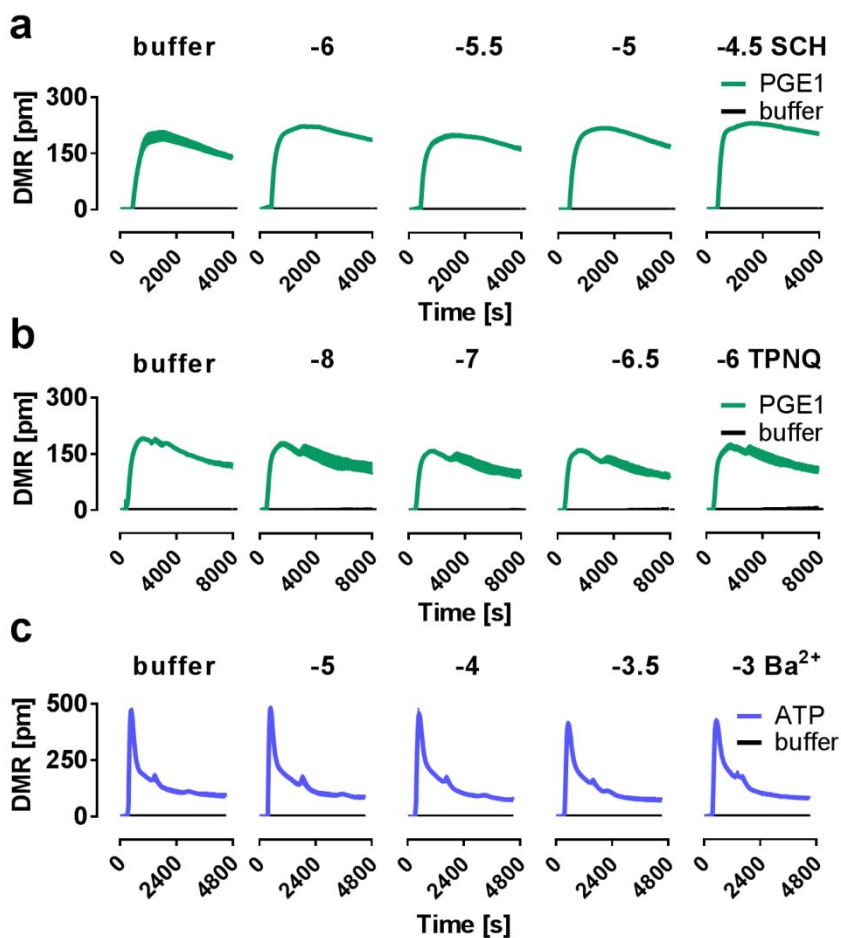 a
buffer -6 -5.5 -5 -4.5 SCH
PGE1
buffer
DMR [pm]
300
150
0
0 2000 4000 0 2000 4000 0 2000 4000 0 2000 4000 0 2000 4000
Time [s]
b
buffer -8 -7 -6.5 -6 TPNQ
PGE1
buffer
DMR [pm]
300
150
0
0 4000 8000 0 4000 8000 0 4000 8000 0 4000 8000 0 4000 8000
Time [s]
c
buffer -5 -4 -3.5 -3 Ba²⁺
ATP
buffer
DMR [pm]
500
250
0
0 2400 4800 0 2400 4800 0 2400 4800 0 2400 4800 0 2400 4800
Time [s]